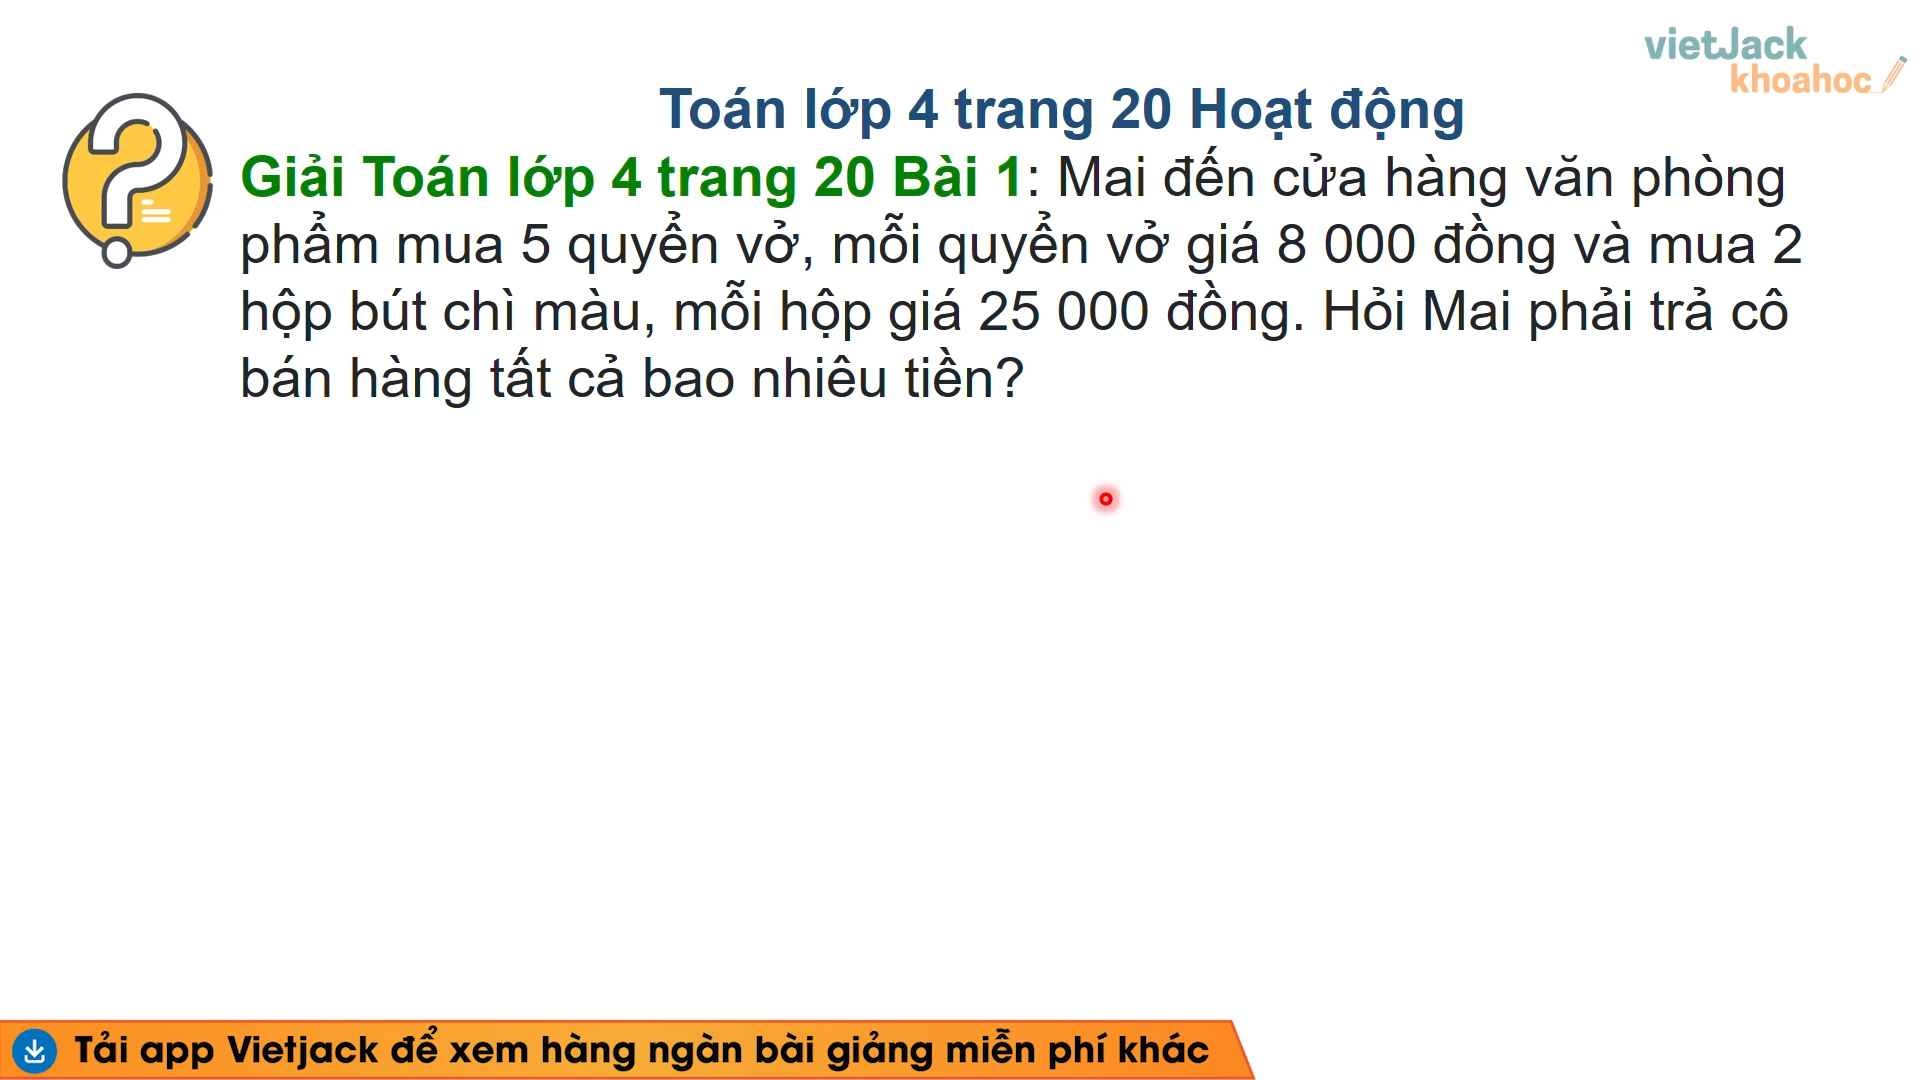 vietJack
khoahoc
Toán lớp 4 trang 20 Hoạt động
Giải Toán lớp 4 trang 20 Bài 1: Mai đến cửa hàng văn phòng
phẩm mua 5 quyển vở, mỗi quyển vở giá 8 000 đồng và mua 2
hộp bút chì màu, mỗi hộp giá 25 000 đồng. Hỏi Mai phải trả cô
bán hàng tất cả bao nhiêu tiền?
Tải app Vietjack để xem hàng ngàn bài giảng miễn phí khác